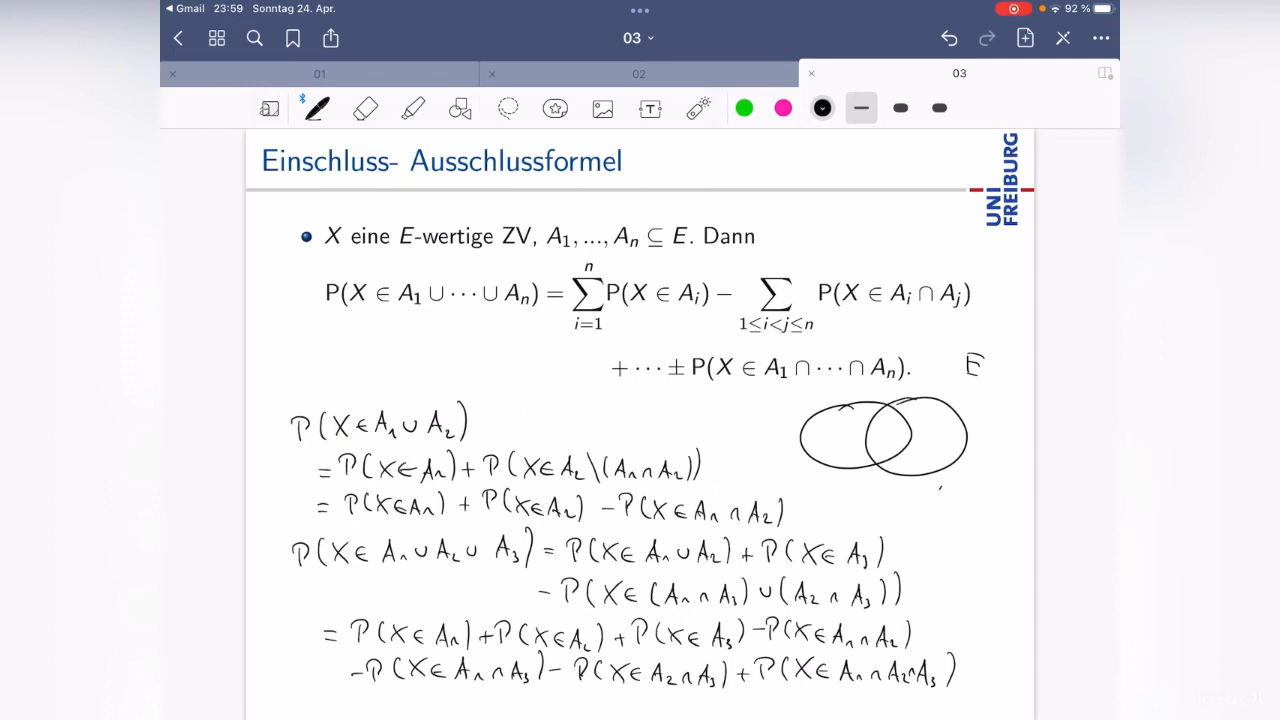 ◀ Gmail 23:59 Sonntag 24. Apr.
92 %
03
01 02 03
Einschluss- Ausschlussformel
UNI FREIBURG
X eine E-wertige ZV, A₁, ..., Aₙ ⊆ E. Dann
P(X ∈ A₁ ∪ ··· ∪ Aₙ) = ∑ⁿᵢ₌₁ P(X ∈ Aᵢ) − ∑_{1≤i<j≤n} P(X ∈ Aᵢ ∩ Aⱼ)
+ ··· ± P(X ∈ A₁ ∩ ··· ∩ Aₙ).
E
P(X ∈ A₁ ∪ A₂)
= P(X ∈ A₁) + P(X ∈ A₂ \ (A₁ ∩ A₂))
= P(X ∈ A₁) + P(X ∈ A₂) − P(X ∈ A₁ ∩ A₂)
P(X ∈ A₁ ∪ A₂ ∪ A₃) = P(X ∈ A₁ ∪ A₂) + P(X ∈ A₃)
− P(X ∈ (A₁ ∩ A₃) ∪ (A₂ ∩ A₃))
= P(X ∈ A₁) + P(X ∈ A₂) + P(X ∈ A₃) − P(X ∈ A₁ ∩ A₂)
− P(X ∈ A₁ ∩ A₃) − P(X ∈ A₂ ∩ A₃) + P(X ∈ A₁ ∩ A₂ ∩ A₃)